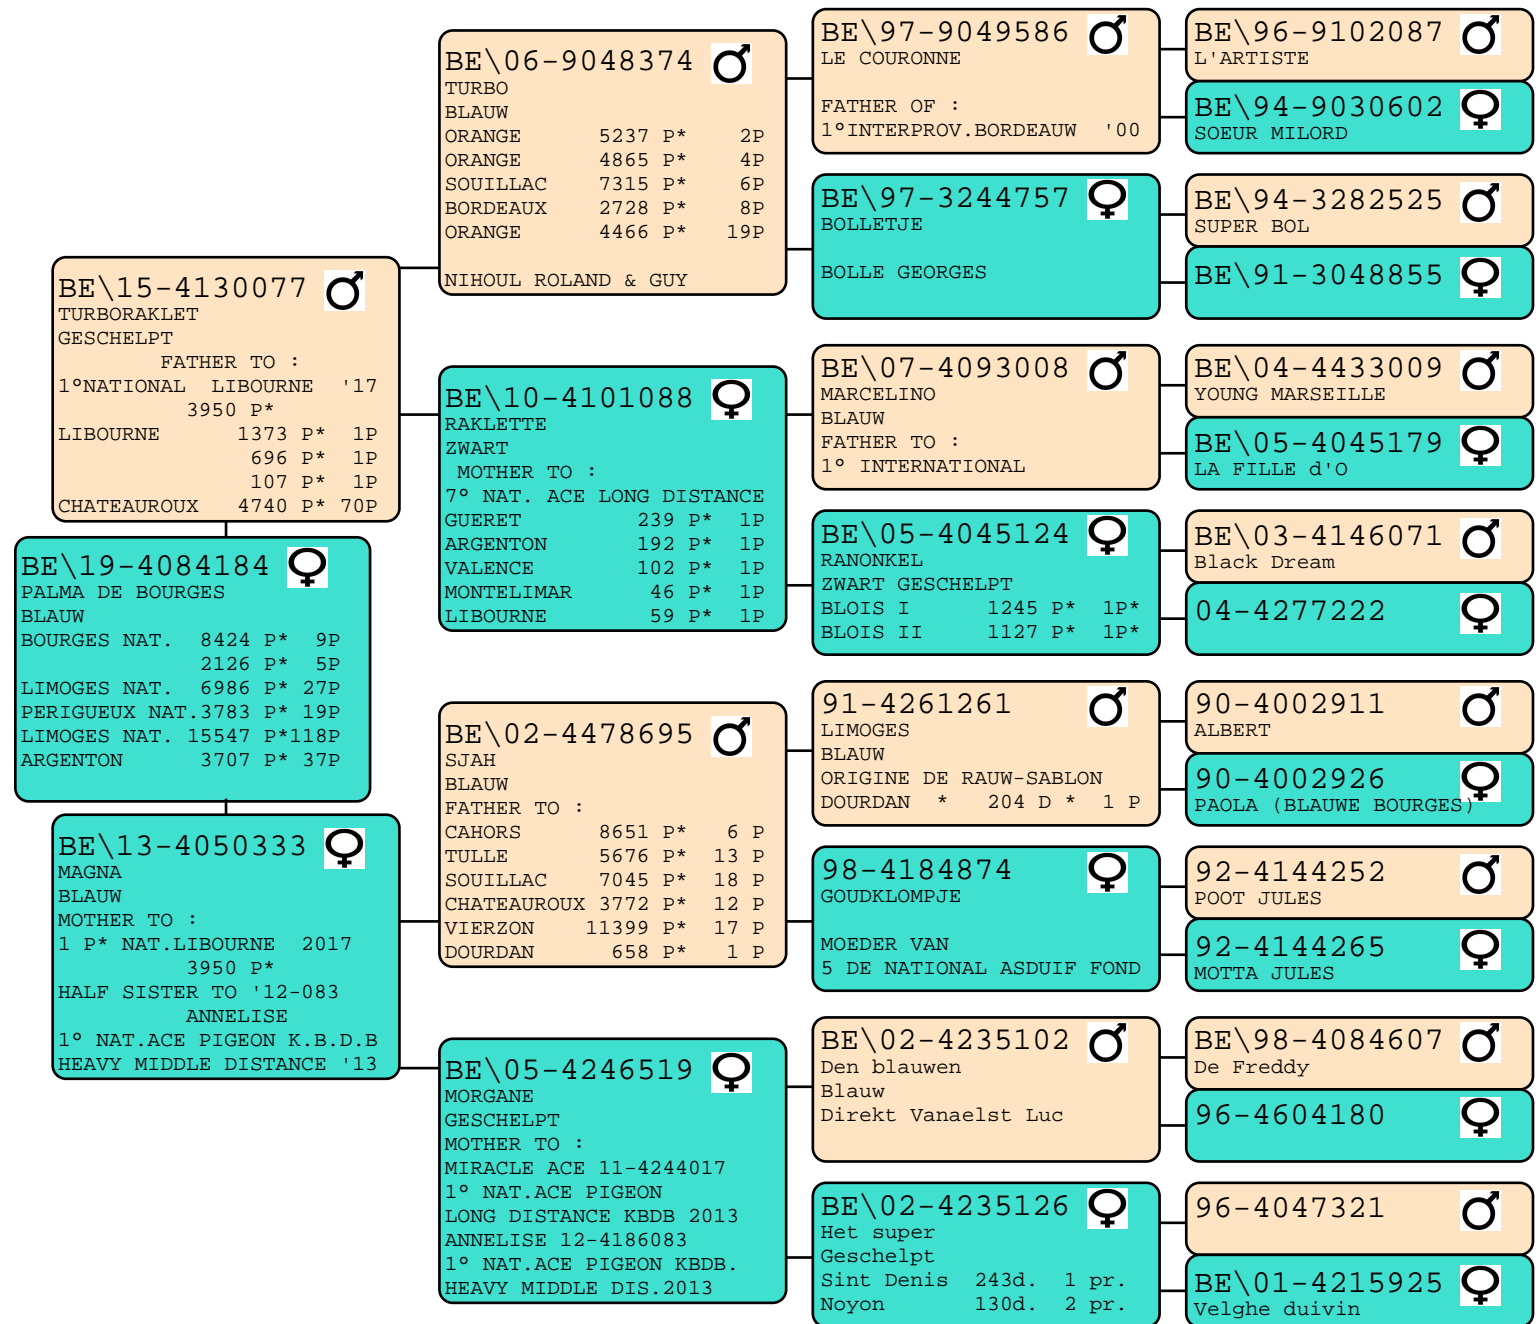 BE\19-4084184
PALMA DE BOURGES
BLAUW
BOURGES NAT.  8424 P*  9P
2126 P*  5P
LIMOGES NAT.  6986 P* 27P
PERIGUEUX NAT.3783 P* 19P
LIMOGES NAT. 15547 P*118P
ARGENTON      3707 P* 37P
BE\15-4130077
TURBORAKLET
GESCHELPT
FATHER TO :
1°NATIONAL  LIBOURNE  '17
3950 P*
LIBOURNE      1373 P*  1P
696 P*  1P
107 P*  1P
CHATEAUROUX   4740 P* 70P
BE\13-4050333
MAGNA
BLAUW
MOTHER TO :
1 P* NAT.LIBOURNE  2017
3950 P*
HALF SISTER TO '12-083
ANNELISE
1° NAT.ACE PIGEON K.B.D.B
HEAVY MIDDLE DISTANCE '13
BE\06-9048374
TURBO
BLAUW
ORANGE      5237 P*    2P
ORANGE      4865 P*    4P
SOUILLAC    7315 P*    6P
BORDEAUX    2728 P*    8P
ORANGE      4466 P*   19P
NIHOUL ROLAND & GUY
BE\10-4101088
RAKLETTE
ZWART
MOTHER TO :
7° NAT. ACE LONG DISTANCE
GUERET         239 P*  1P
ARGENTON       192 P*  1P
VALENCE        102 P*  1P
MONTELIMAR      46 P*  1P
LIBOURNE        59 P*  1P
BE\02-4478695
SJAH
BLAUW
FATHER TO :
CAHORS      8651 P*   6 P
TULLE       5676 P*  13 P
SOUILLAC    7045 P*  18 P
CHATEAUROUX 3772 P*  12 P
VIERZON    11399 P*  17 P
DOURDAN      658 P*   1 P
BE\05-4246519
MORGANE
GESCHELPT
MOTHER TO :
MIRACLE ACE 11-4244017
1° NAT.ACE PIGEON
LONG DISTANCE KBDB 2013
ANNELISE 12-4186083
1° NAT.ACE PIGEON KBDB.
HEAVY MIDDLE DIS.2013
BE\97-9049586
LE COURONNE
FATHER OF :
1°INTERPROV.BORDEAUW  '00
BE\97-3244757
BOLLETJE
BOLLE GEORGES
BE\07-4093008
MARCELINO
BLAUW
FATHER TO :
1° INTERNATIONAL
BE\05-4045124
RANONKEL
ZWART GESCHELPT
BLOIS I     1245 P*  1P*
BLOIS II    1127 P*  1P*
91-4261261
LIMOGES
BLAUW
ORIGINE DE RAUW-SABLON
DOURDAN  *   204 D *  1 P
98-4184874
GOUDKLOMPJE
MOEDER VAN
5 DE NATIONAL ASDUIF FOND
BE\02-4235102
Den blauwen
Blauw
Direkt Vanaelst Luc
BE\02-4235126
Het super
Geschelpt
Sint Denis  243d.  1 pr.
Noyon       130d.  2 pr.
BE\96-9102087
L'ARTISTE
BE\94-9030602
SOEUR MILORD
BE\94-3282525
SUPER BOL
BE\91-3048855
BE\04-4433009
YOUNG MARSEILLE
BE\05-4045179
LA FILLE d'O
BE\03-4146071
Black Dream
04-4277222
90-4002911
ALBERT
90-4002926
PAOLA (BLAUWE BOURGES)
92-4144252
POOT JULES
92-4144265
MOTTA JULES
BE\98-4084607
De Freddy
96-4604180
96-4047321
BE\01-4215925
Velghe duivin